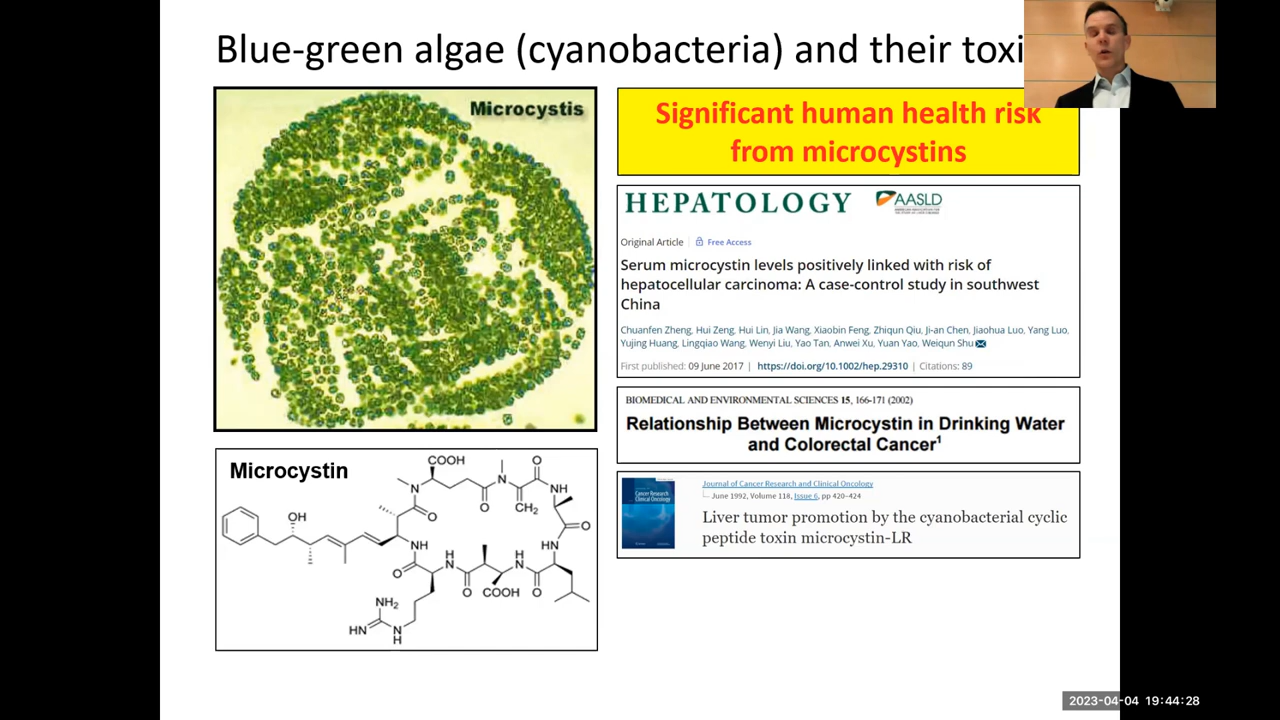 Blue-green algae (cyanobacteria) and their toxi
Microcystis
Significant human health risk
from microcystins
HEPATOLOGY AASLD
Original Article Free Access
Serum microcystin levels positively linked with risk of
hepatocellular carcinoma: A case-control study in southwest
China
Chuanfen Zheng, Hui Zeng, Hui Lin, Jia Wang, Xiaobin Feng, Zhiqun Qiu, Ji-an Chen, Jiaohua Luo, Yang Luo,
Yujing Huang, Lingqiao Wang, Wenyi Liu, Yao Tan, Anwei Xu, Yuan Yao, Weiqun Shu
First published: 09 June 2017 | https://doi.org/10.1002/hep.29310 | Citations: 89
BIOMEDICAL AND ENVIRONMENTAL SCIENCES 15, 166-171 (2002)
Relationship Between Microcystin in Drinking Water
and Colorectal Cancer¹
Journal of Cancer Research and Clinical Oncology
June 1992, Volume 118, Issue 6, pp 420–424
Liver tumor promotion by the cyanobacterial cyclic
peptide toxin microcystin-LR
Microcystin
COOH
O
N
N
NH
O
O
CH₂
OH
O
NH
HN
O
O
H
N
H
N
O
COOH
O
NH₂
HN
N
H
2023-04-04 19:44:28